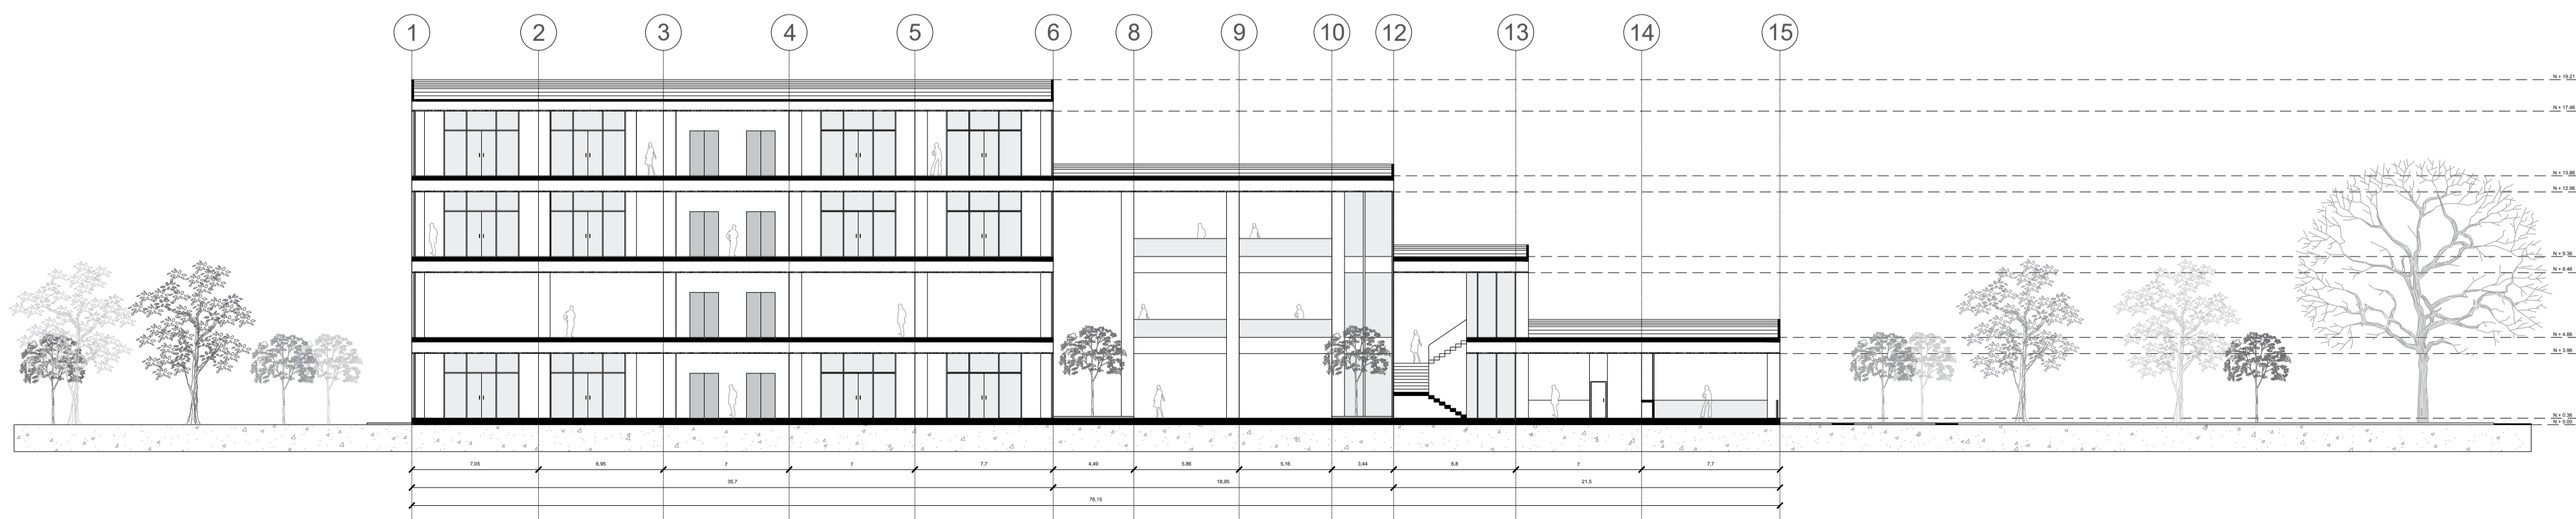 1 2 3 4 5 6 8 9 10 12 13 14 15
N + 19,21
N + 17,46
N + 13,86
N + 12,96
N + 9,36
N + 8,46
N + 4,86
N + 3,96
N + 0,36
N + 0,00
7,05 6,95 7 7 7,7 4,49 5,86 5,16 3,44 6,8 7 7,7
35,7 18,95 21,5
76,15